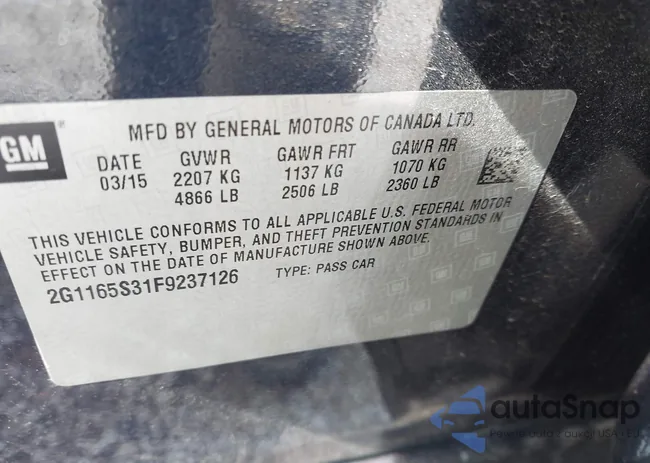 GM
MFD BY GENERAL MOTORS OF CANADA LTD.
DATE GVWR GAWR FRT GAWR RR
03/15 2207 KG 1137 KG 1070 KG
4866 LB 2506 LB 2360 LB
THIS VEHICLE CONFORMS TO ALL APPLICABLE U.S. FEDERAL MOTOR
VEHICLE SAFETY, BUMPER, AND THEFT PREVENTION STANDARDS IN
EFFECT ON THE DATE OF MANUFACTURE SHOWN ABOVE.
2G1165S31F9237126 TYPE: PASS CAR
autaSnap